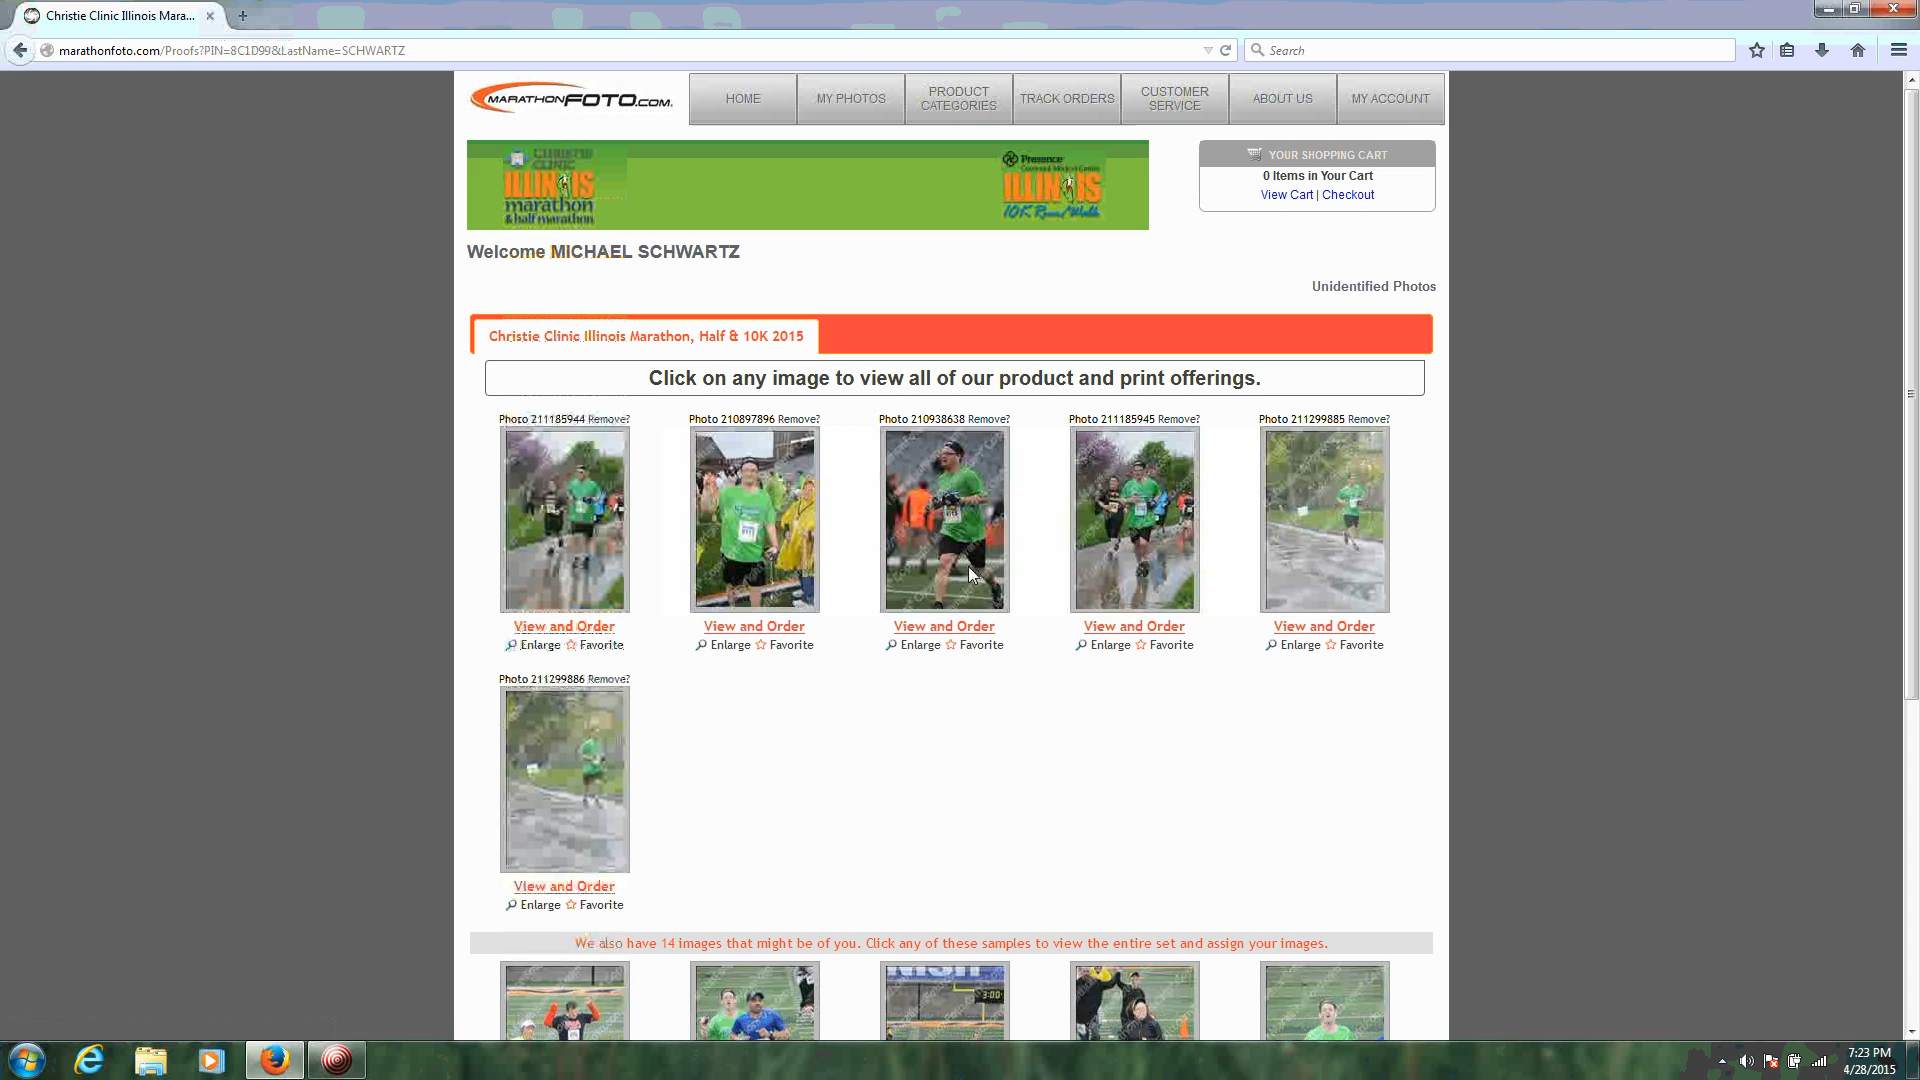 Christie Clinic Illinois Mara...
marathonfoto.com/Proofs?PIN=8C1D99&LastName=SCHWARTZ
Search
MARATHONFOTO.COM
HOME
MY PHOTOS
PRODUCT CATEGORIES
TRACK ORDERS
CUSTOMER SERVICE
ABOUT US
MY ACCOUNT
CHRISTIE
CLINIC
ILLINOIS
marathon
& half marathon
Presence
ILLINOIS
10K Run/Walk
YOUR SHOPPING CART
0 Items in Your Cart
View Cart | Checkout
Welcome MICHAEL SCHWARTZ
Unidentified Photos
Christie Clinic Illinois Marathon, Half & 10K 2015
Click on any image to view all of our product and print offerings.
Photo 211185944 Remove?
Photo 210897896 Remove?
Photo 210938638 Remove?
Photo 211185945 Remove?
Photo 211299885 Remove?
View and Order
View and Order
View and Order
View and Order
View and Order
Enlarge Favorite
Enlarge Favorite
Enlarge Favorite
Enlarge Favorite
Enlarge Favorite
Photo 211299886 Remove?
View and Order
Enlarge Favorite
We also have 14 images that might be of you. Click any of these samples to view the entire set and assign your images.
3:00
7:23 PM
4/28/2015